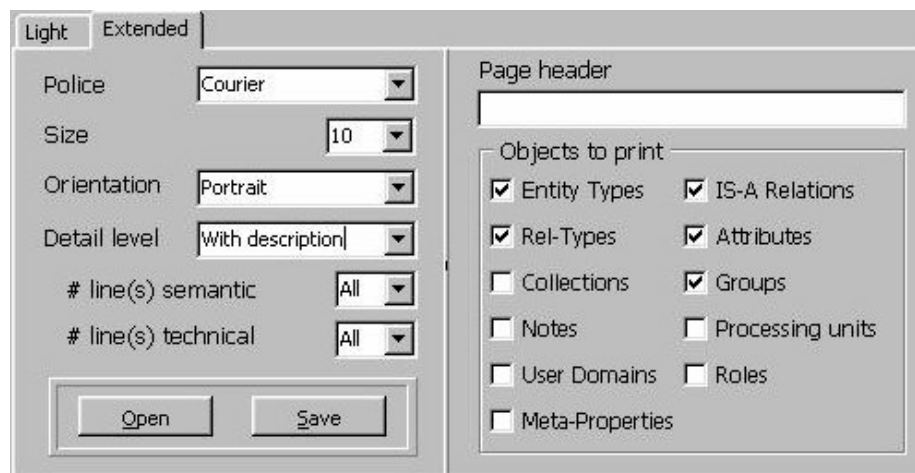 Light Extended
Police Courier
Size 10
Orientation Portrait
Detail level With description
# line(s) semantic All
# line(s) technical All
Open Save
Page header
Objects to print
Entity Types IS-A Relations
Rel-Types Attributes
Collections Groups
Notes Processing units
User Domains Roles
Meta-Properties